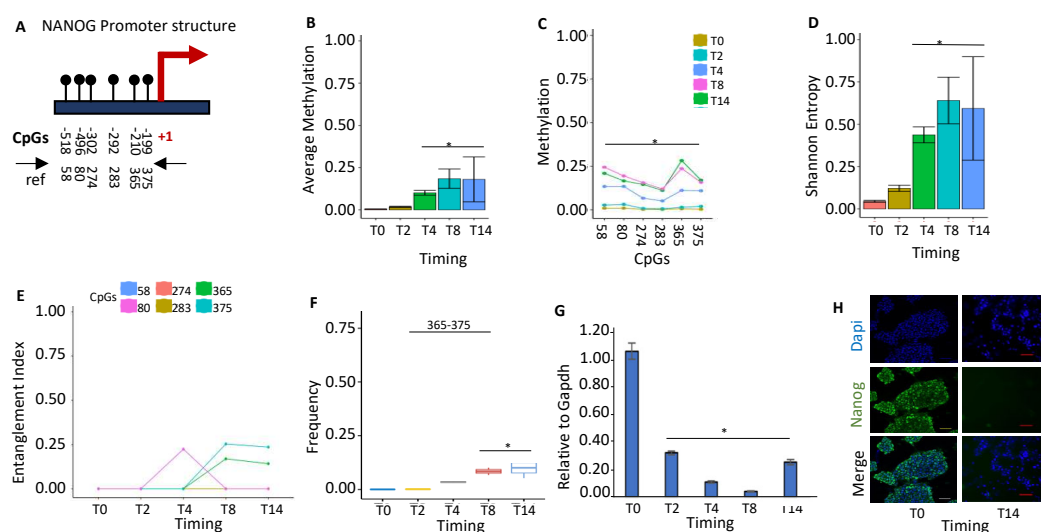 A NANOG Promoter structure
CpGs -518 -496 -302 -292 -210 -199 +1
ref 58 80 274 283 365 375
B
Average Methylation
1.00
0.75
0.50
0.25
0.00
*
T0 T2 T4 T8 T14
Timing
C
Methylation
1.00
0.75
0.50
0.25
0.00
T0
T2
T4
T8
T14
*
58 80 274 283 365 375
CpGs
D
Shannon Entropy
1.00
0.75
0.50
0.25
0.00
*
T0 T2 T4 T8 T14
Timing
E
CpGs 58 274 365
80 283 375
Entanglement Index
1.00
0.75
0.50
0.25
0.00
T0 T2 T4 T8 T14
Timing
F
Frequency
0.75
0.50
0.25
0.00
365-375
*
T0 T2 T4 T8 T14
Timing
G
Relative to Gapdh
1.20
1.00
0.80
0.60
0.40
0.20
0.00
*
T0 T2 T4 T8 T14
Timing
H
Dapi
Nanog
Merge
T0 T14
Timing